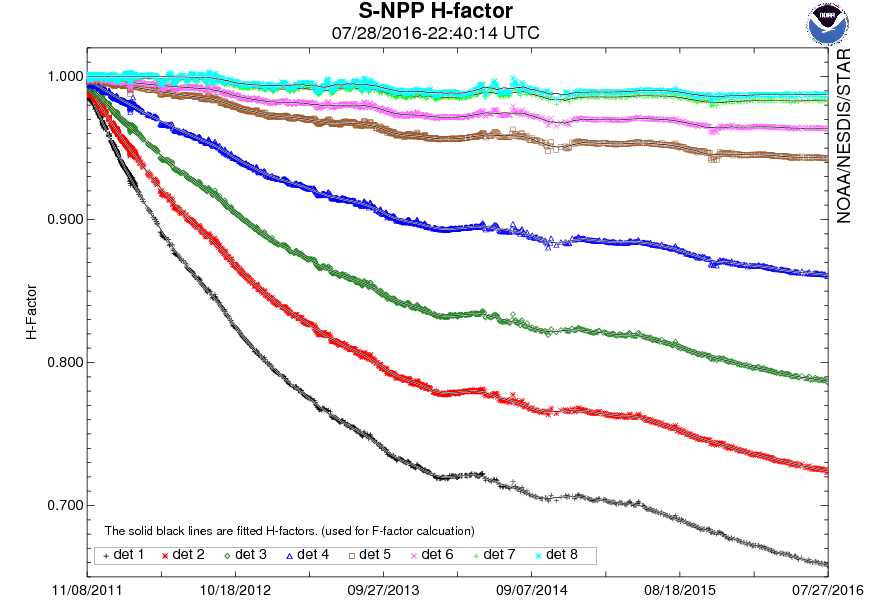 S-NPP H-factor
07/28/2016-22:40:14 UTC
NOAA
NOAA/NESDIS/STAR
H-Factor
1.000
0.900
0.800
0.700
The solid black lines are fitted H-factors. (used for F-factor calcuation)
det 1 det 2 det 3 det 4 det 5 det 6 det 7 det 8
11/08/2011 10/18/2012 09/27/2013 09/07/2014 08/18/2015 07/27/2016